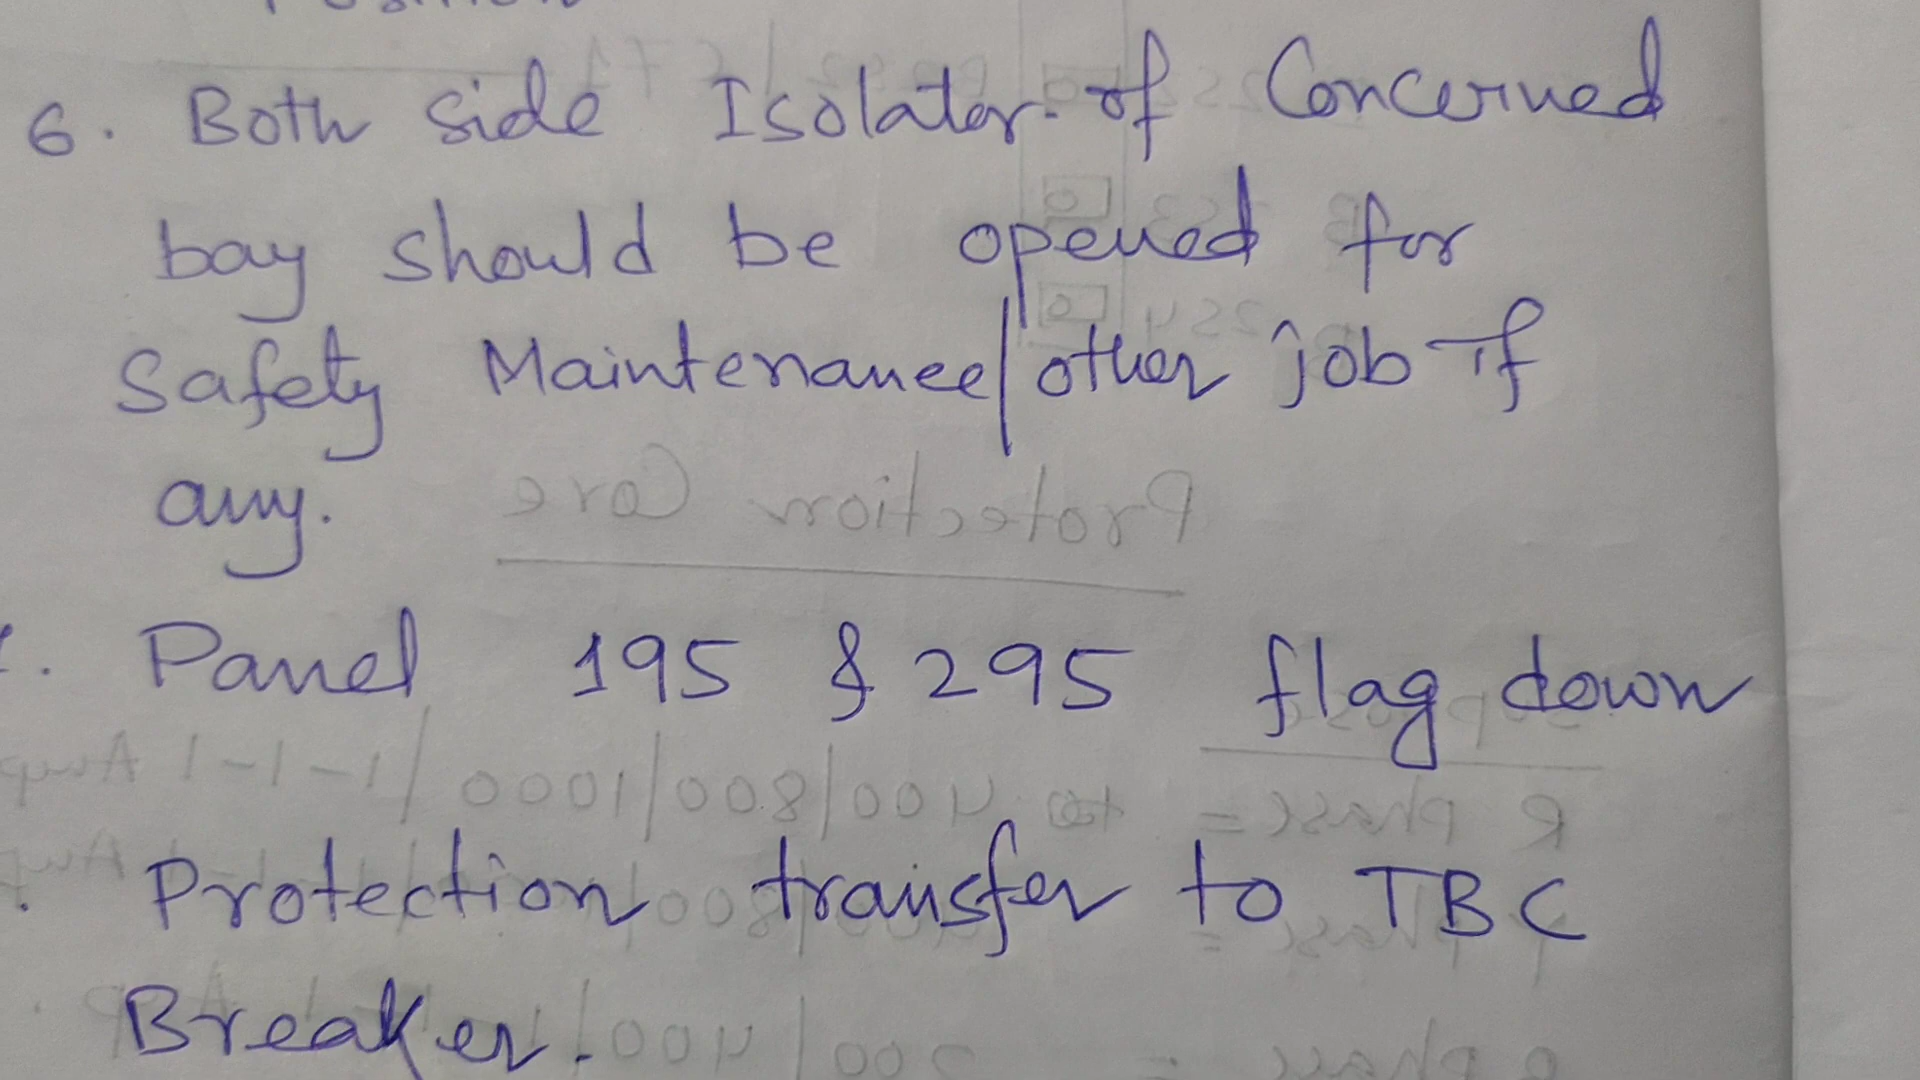 6. Both side Isolator of Concerned
bay should be opened for
Safety Maintenance/other job if
any.
Panel 195 & 295 flag down
Protection transfer to TBC
Breaker.